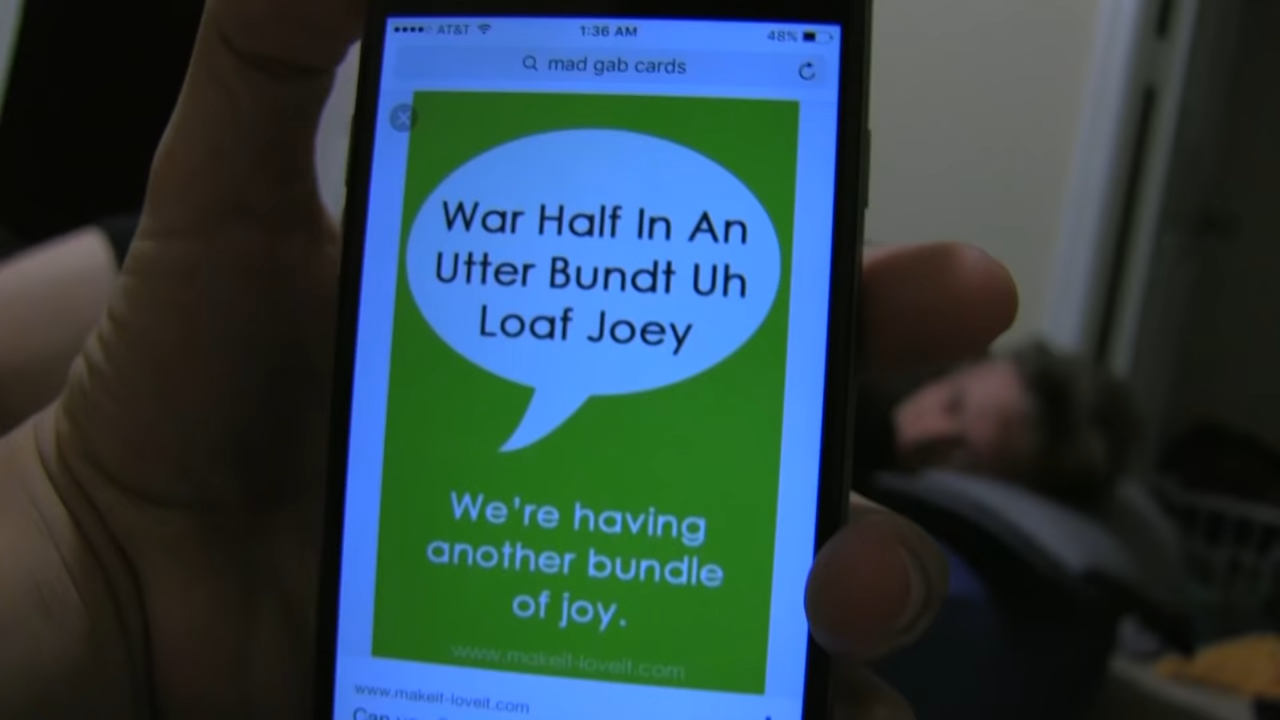 AT&T 1:36 AM 48%
mad gab cards
War Half In An
Utter Bundt Uh
Loaf Joey
We're having
another bundle
of joy.
www.makeit-loveit.com
www.makeit-loveit.com